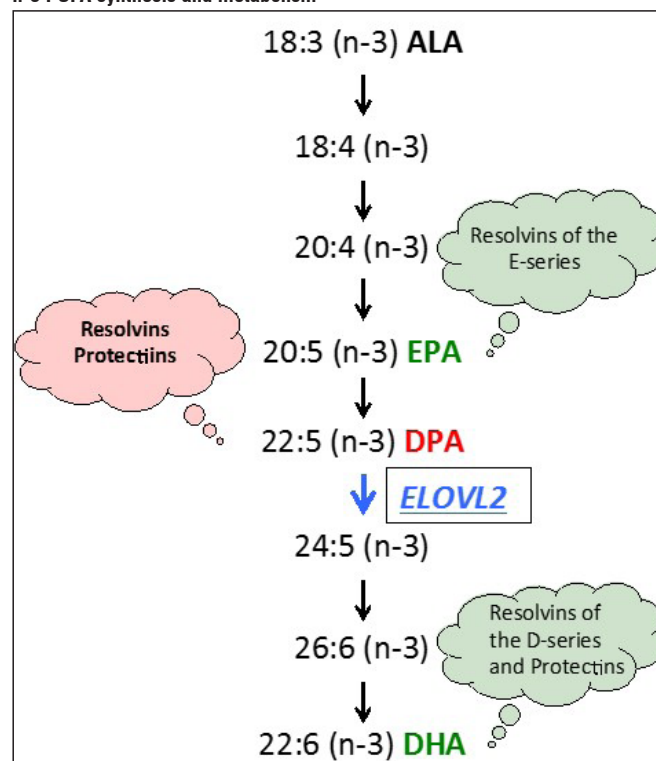 18:3 (n-3) ALA
18:4 (n-3)
20:4 (n-3)
Resolvins of the
E-series
Resolvins
Protectiins
20:5 (n-3) EPA
22:5 (n-3) DPA
ELOVL2
24:5 (n-3)
26:6 (n-3)
Resolvins of
the D-series
and Protectins
22:6 (n-3) DHA